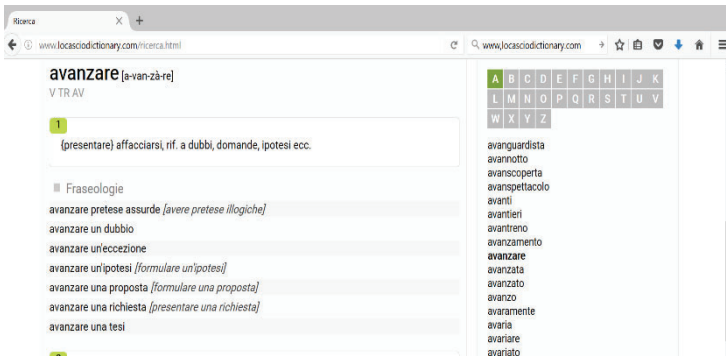 Ricerca
www.locasciodictionary.com/ricerca.html
www,locasciodictionary.com
avanzare [a-van-zà-re]
V TR AV
1
{presentare} affacciarsi, rif. a dubbi, domande, ipotesi ecc.
Fraseologie
avanzare pretese assurde [avere pretese illogiche]
avanzare un dubbio
avanzare un'eccezione
avanzare un'ipotesi [formulare un'ipotesi]
avanzare una proposta [formulare una proposta]
avanzare una richiesta [presentare una richiesta]
avanzare una tesi
A B C D E F G H I J K
L M N O P Q R S T U V
W X Y Z
avanguardista
avannotto
avanscoperta
avanspettacolo
avanti
avantieri
avantreno
avanzamento
avanzare
avanzata
avanzato
avanzo
avaramente
avaria
avariare
avariato